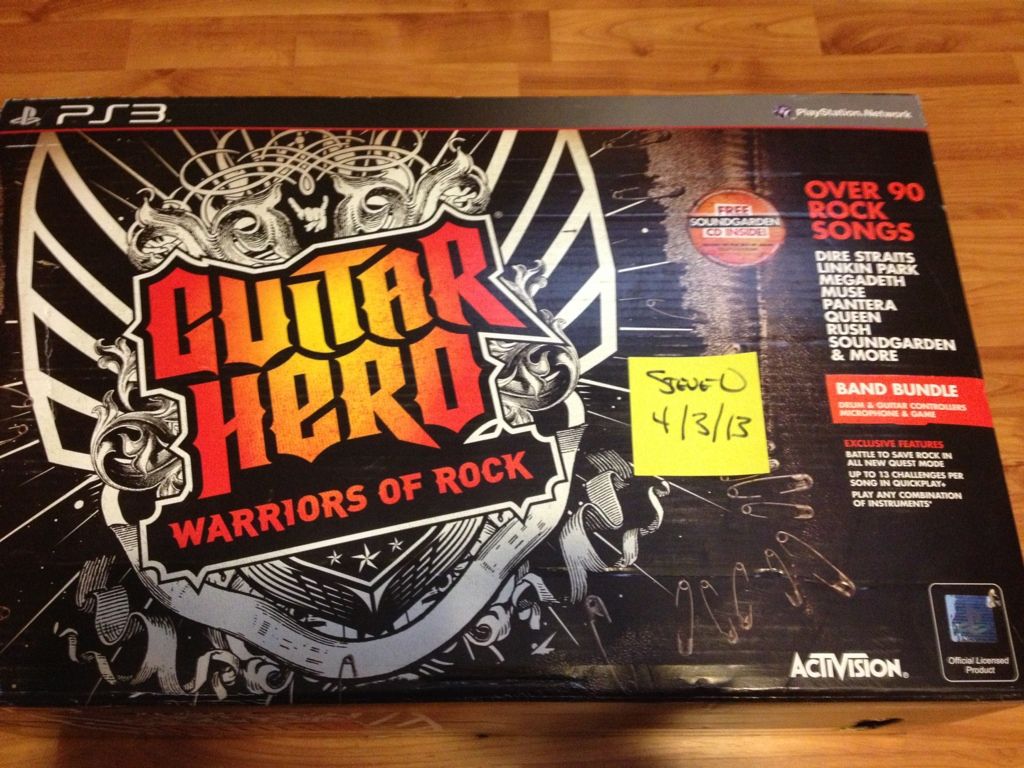 PS3
PlayStation Network
GUITAR
HERO
®
WARRIORS OF ROCK
FREE
SOUNDGARDEN
CD INSIDE!
OVER 90
ROCK
SONGS
DIRE STRAITS
LINKIN PARK
MEGADETH
MUSE
PANTERA
QUEEN
RUSH
SOUNDGARDEN
& MORE
SteveO
4/3/13
BAND BUNDLE
DRUM & GUITAR CONTROLLERS
MICROPHONE & GAME
EXCLUSIVE FEATURES
BATTLE TO SAVE ROCK IN
ALL NEW QUEST MODE
UP TO 13 CHALLENGES PER
SONG IN QUICKPLAY+
PLAY ANY COMBINATION
OF INSTRUMENTS*
ACTIVISION®
Official Licensed
Product